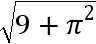 √(9 + π²)